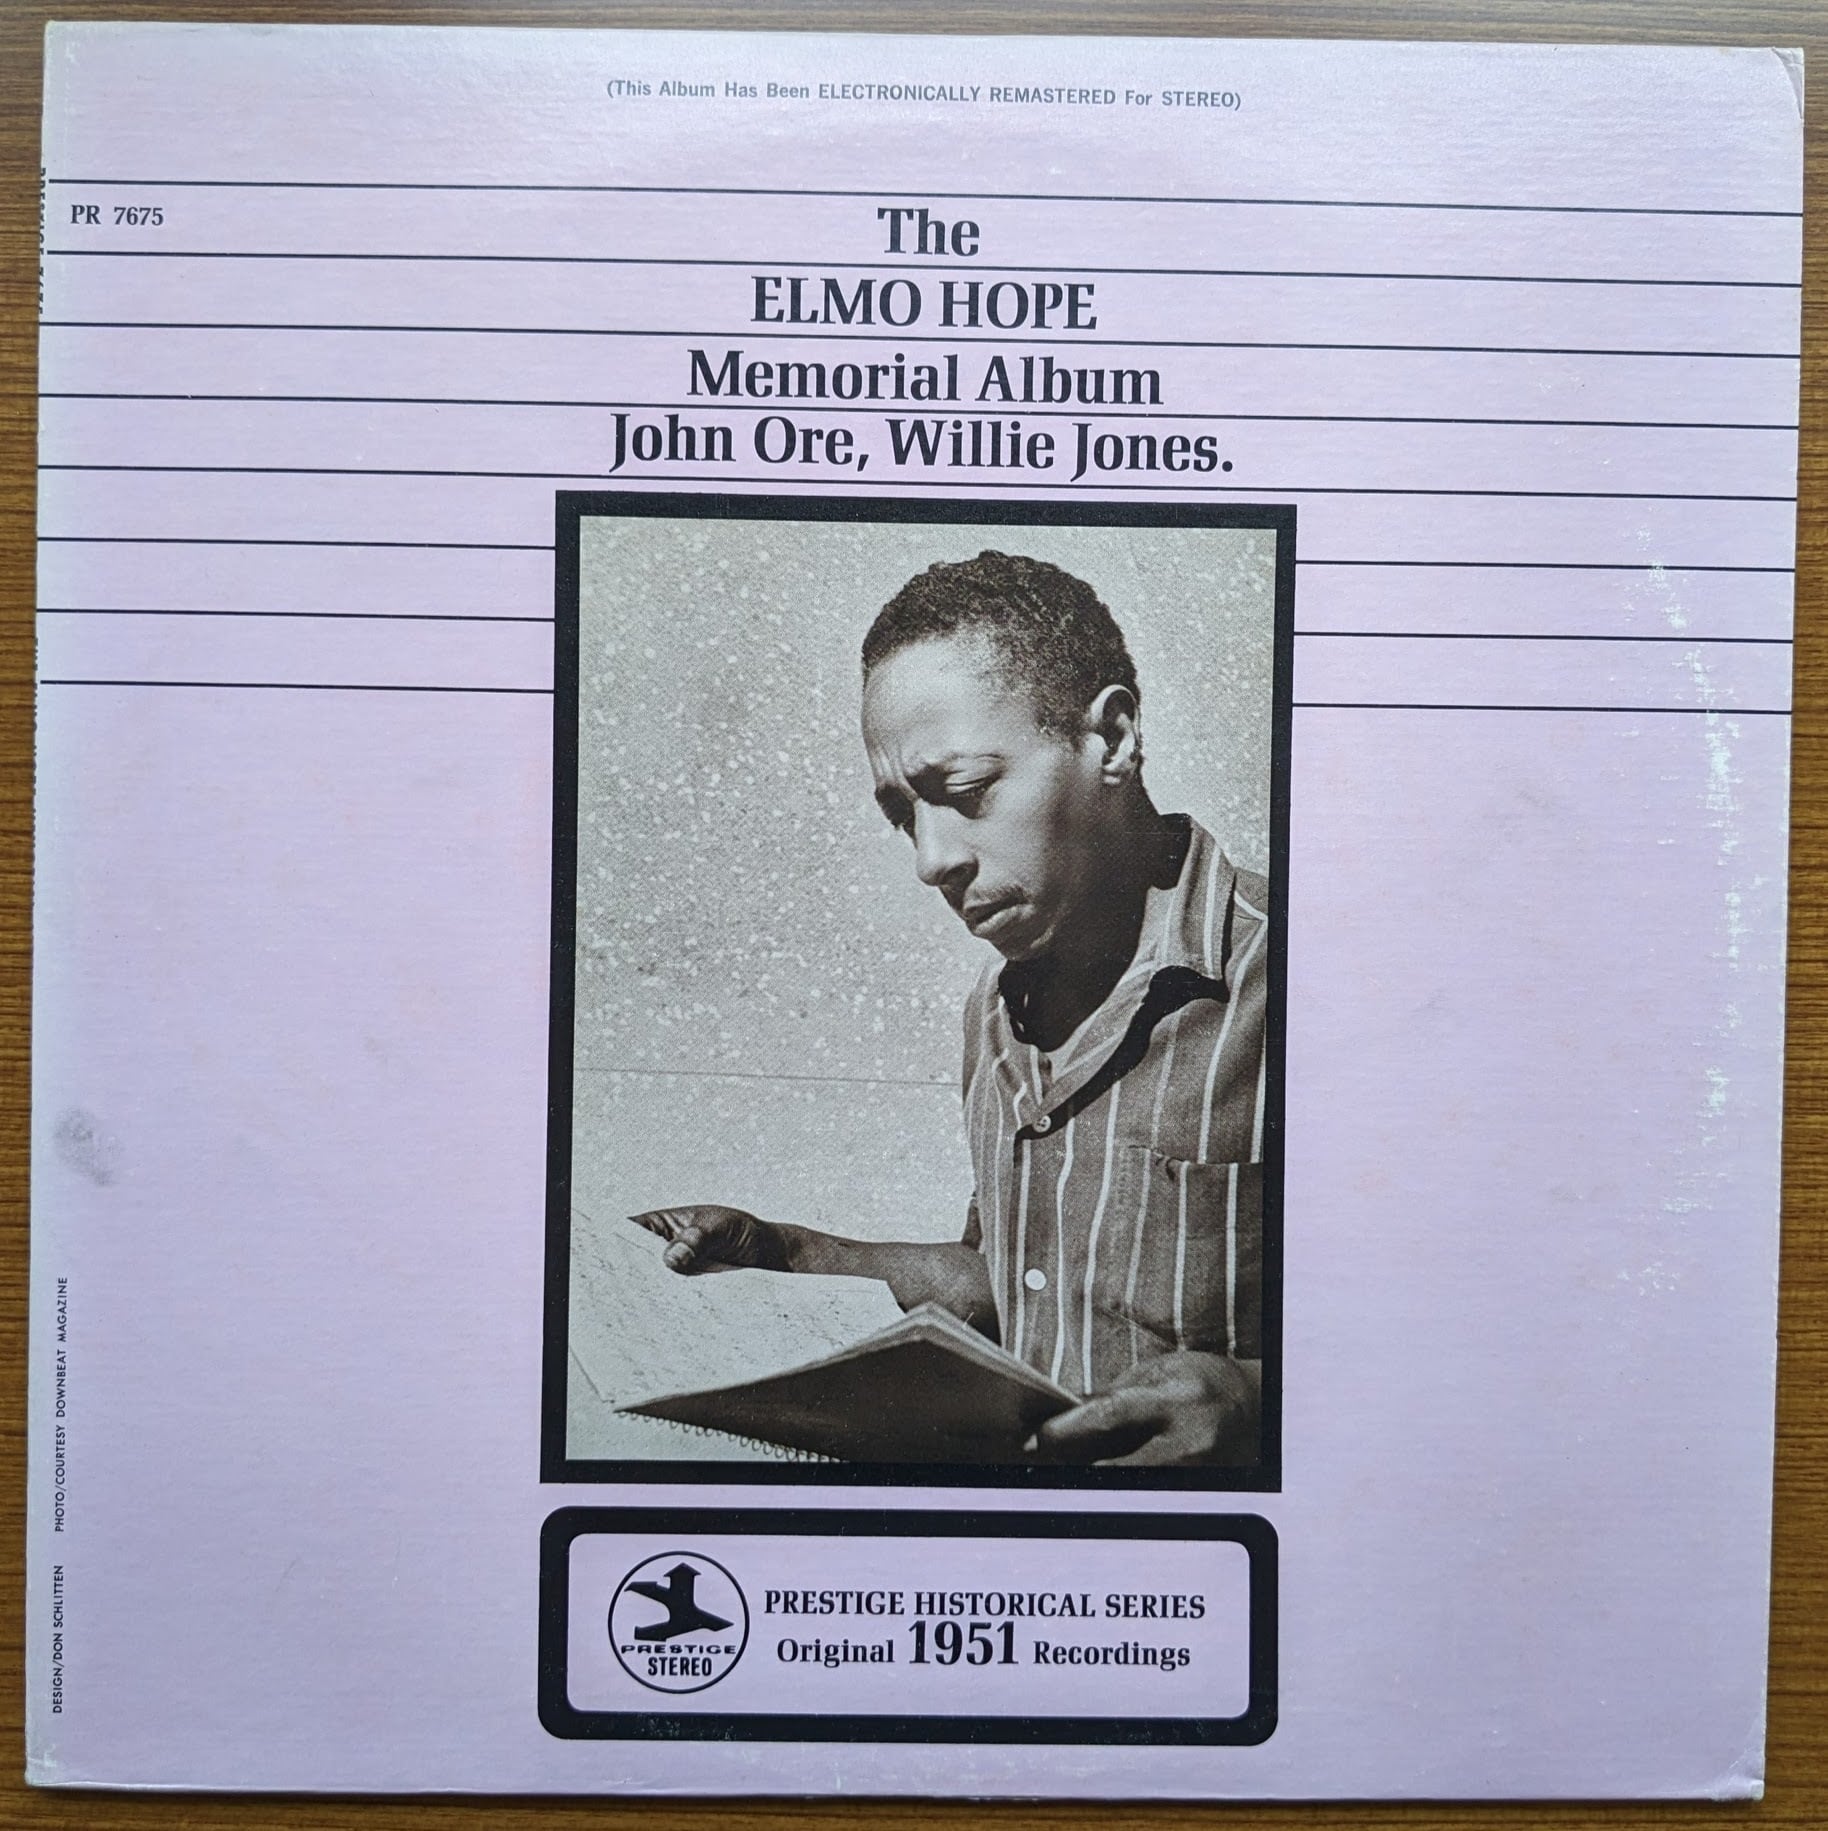 (This Album Has Been ELECTRONICALLY REMASTERED For STEREO)
PR 7675
The
ELMO HOPE
Memorial Album
John Ore, Willie Jones.
PRESTIGE
STEREO
PRESTIGE HISTORICAL SERIES
Original 1951 Recordings
DESIGN/DON SCHLITTEN
PHOTO/COURTESY DOWNBEAT MAGAZINE